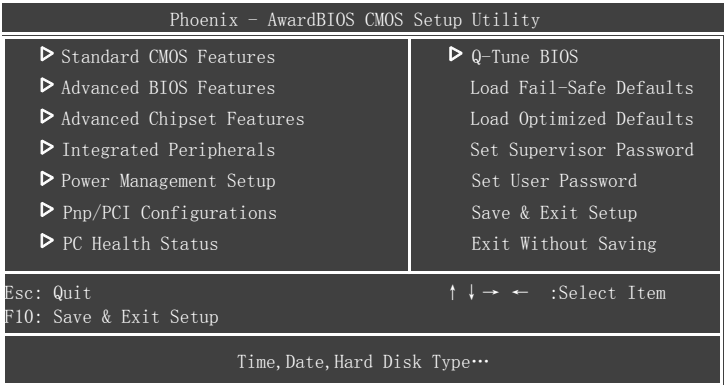 Phoenix - AwardBIOS CMOS Setup Utility
Standard CMOS Features
Advanced BIOS Features
Advanced Chipset Features
Integrated Peripherals
Power Management Setup
Pnp/PCI Configurations
PC Health Status
Q-Tune BIOS
Load Fail-Safe Defaults
Load Optimized Defaults
Set Supervisor Password
Set User Password
Save & Exit Setup
Exit Without Saving
Esc: Quit
F10: Save & Exit Setup
↑ ↓ → ← :Select Item
Time,Date,Hard Disk Type…